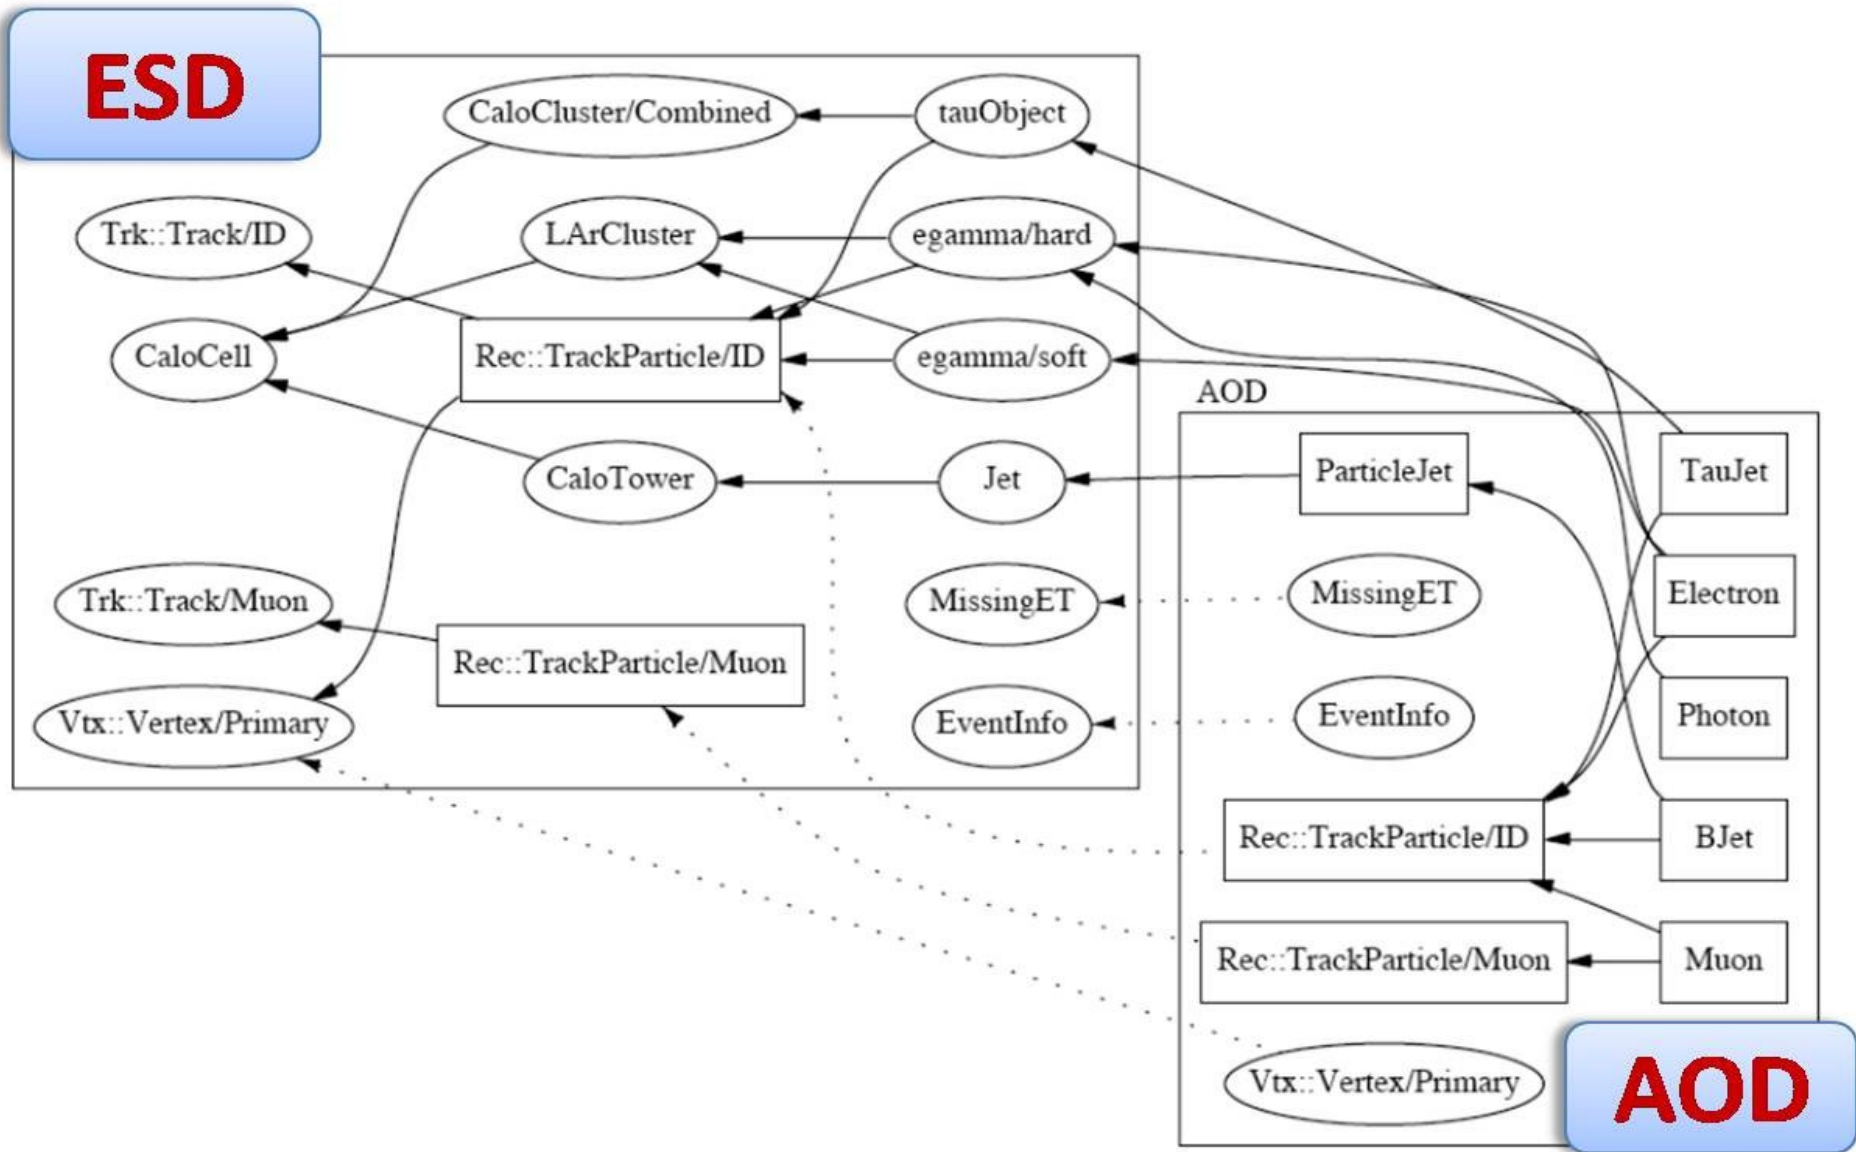 ESD
CaloCluster/Combined
tauObject
Trk::Track/ID
LArCluster
egamma/hard
CaloCell
Rec::TrackParticle/ID
egamma/soft
CaloTower
Jet
Trk::Track/Muon
Rec::TrackParticle/Muon
MissingET
Vtx::Vertex/Primary
EventInfo
AOD
ParticleJet
TauJet
MissingET
Electron
EventInfo
Photon
Rec::TrackParticle/ID
BJet
Rec::TrackParticle/Muon
Muon
Vtx::Vertex/Primary
AOD